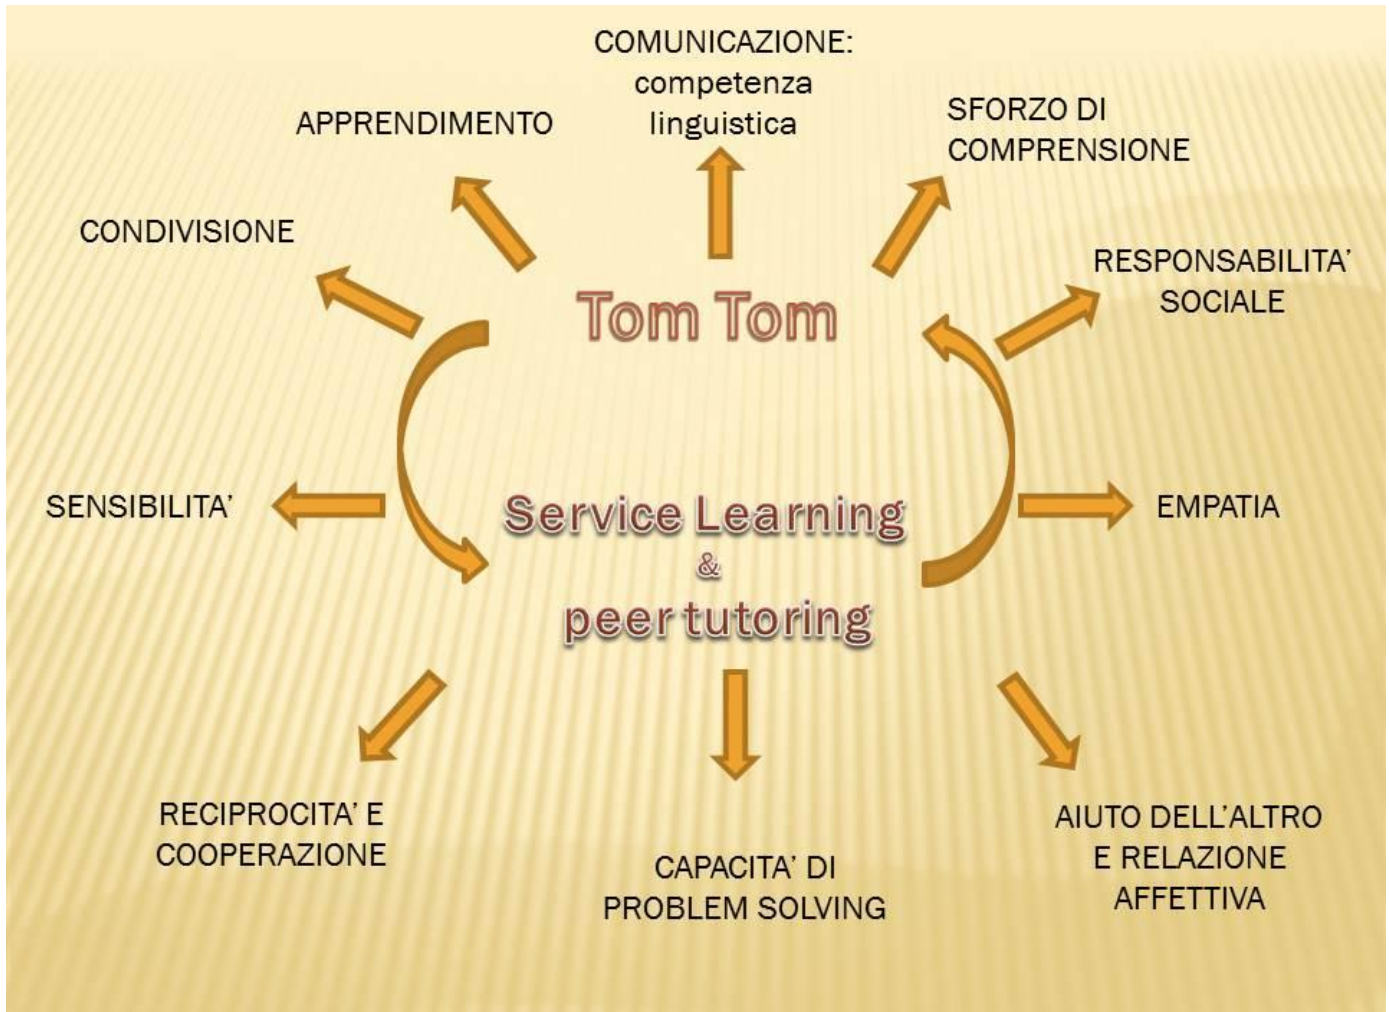 COMUNICAZIONE:
competenza
linguistica
APPRENDIMENTO
SFORZO DI
COMPRENSIONE
CONDIVISIONE
RESPONSABILITA’
SOCIALE
Tom Tom
SENSIBILITA’
Service Learning
&
peer tutoring
EMPATIA
RECIPROCITA’ E
COOPERAZIONE
CAPACITA’ DI
PROBLEM SOLVING
AIUTO DELL’ALTRO
E RELAZIONE
AFFETTIVA